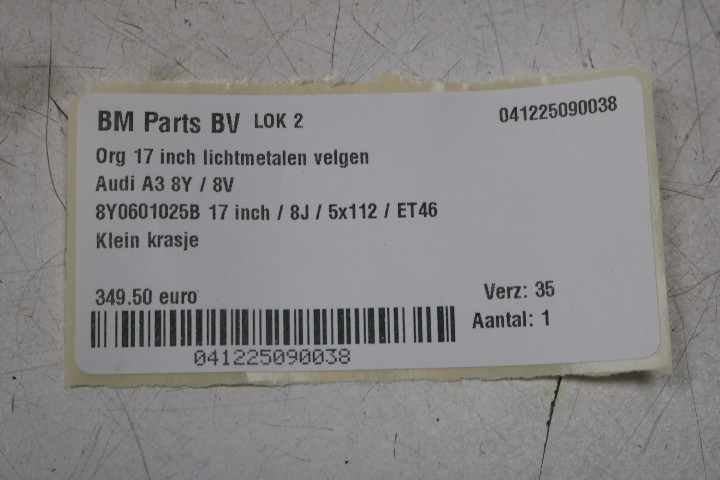 BM Parts BV LOK 2 041225090038
Org 17 inch lichtmetalen velgen
Audi A3 8Y / 8V
8Y0601025B 17 inch / 8J / 5x112 / ET46
Klein krasje
349.50 euro Verz: 35
Aantal: 1
041225090038